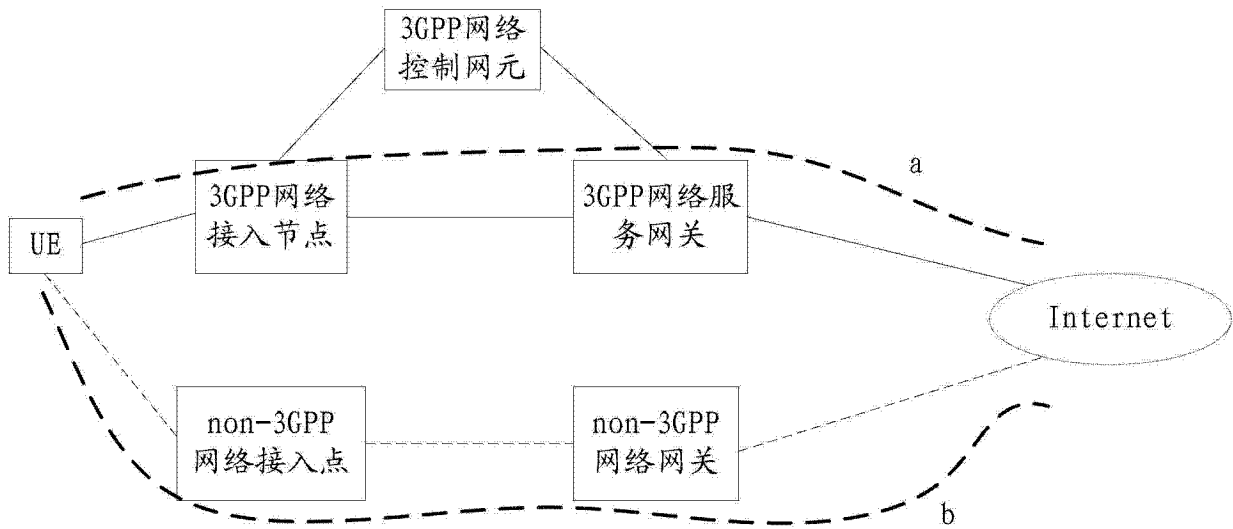 3GPP网络
控制网元
a
3GPP网络
接入节点
3GPP网络服
务网关
UE
Internet
non-3GPP
网络接入点
non-3GPP
网络网关
b